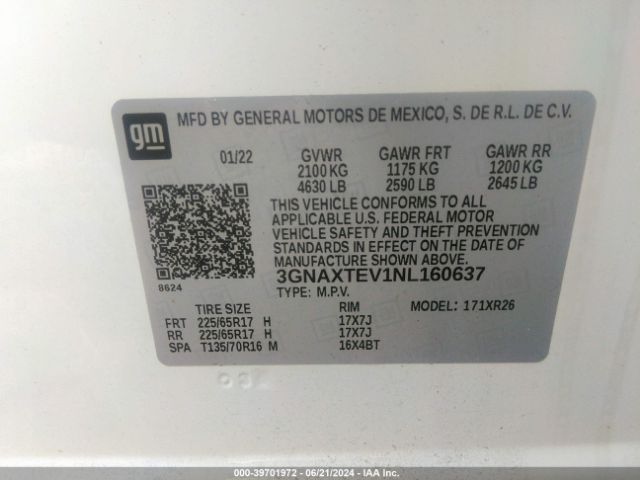 gm
MFD BY GENERAL MOTORS DE MEXICO, S. DE R.L. DE C.V.
01/22 GVWR GAWR FRT GAWR RR
2100 KG 1175 KG 1200 KG
4630 LB 2590 LB 2645 LB
THIS VEHICLE CONFORMS TO ALL
APPLICABLE U.S. FEDERAL MOTOR
VEHICLE SAFETY AND THEFT PREVENTION
STANDARDS IN EFFECT ON THE DATE OF
MANUFACTURE SHOWN ABOVE.
8624
3GNAXTEV1NL160637
TYPE: M.P.V.
TIRE SIZE RIM MODEL: 171XR26
FRT 225/65R17 H 17X7J
RR 225/65R17 H 17X7J
SPA T135/70R16 M 16X4BT
000-39701972 - 06/21/2024 - IAA Inc.